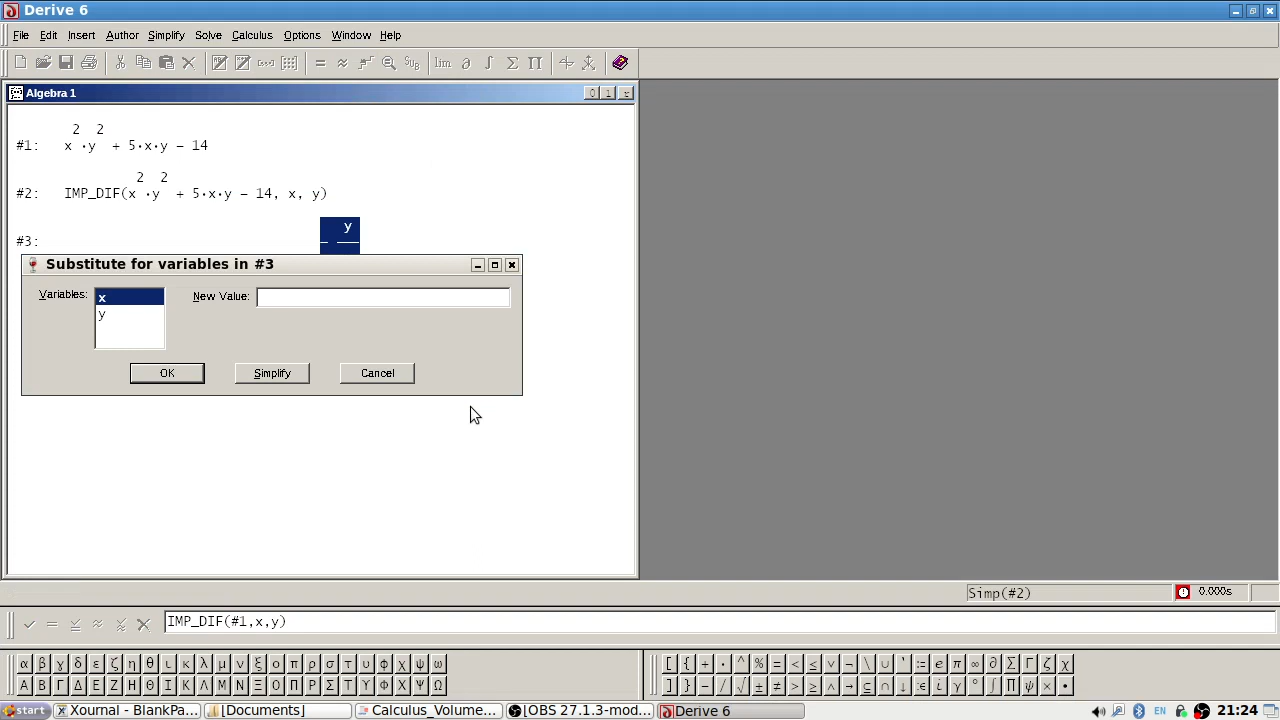 Derive 6
File Edit Insert Author Simplify Solve Calculus Options Window Help
= ≈ SUB lim ∂ ∫ ∑ ∏
Algebra 1
2 2
#1: x ·y + 5·x·y - 14
2 2
#2: IMP_DIF(x ·y + 5·x·y - 14, x, y)
y
#3: - —
Substitute for variables in #3
Variables: x New Value:
y
OK Simplify Cancel
Simp(#2) 0.000s
IMP_DIF(#1,x,y)
α β γ δ ε ζ η θ ι κ λ μ ν ξ ο π ρ σ τ υ φ χ ψ ω [ { + · ^ % = < ≤ ∨ ¬ \ ∪ ' :∈ e π ∞ ∂ ∑ Γ ζ χ
Α Β Γ Δ Ε Ζ Η Θ Ι Κ Λ Μ Ν Ξ Ο Π Ρ Σ Τ Υ Φ Χ Ψ Ω ] } - / √ ± ≠ > ≥ ∧ → ⊆ ∩ ↓ :ε i γ ° ∫ ∏ ψ × •
start Xournal - BlankPa... [Documents] Calculus_Volume... OBS 27.1.3-mod... Derive 6 EN 21:24